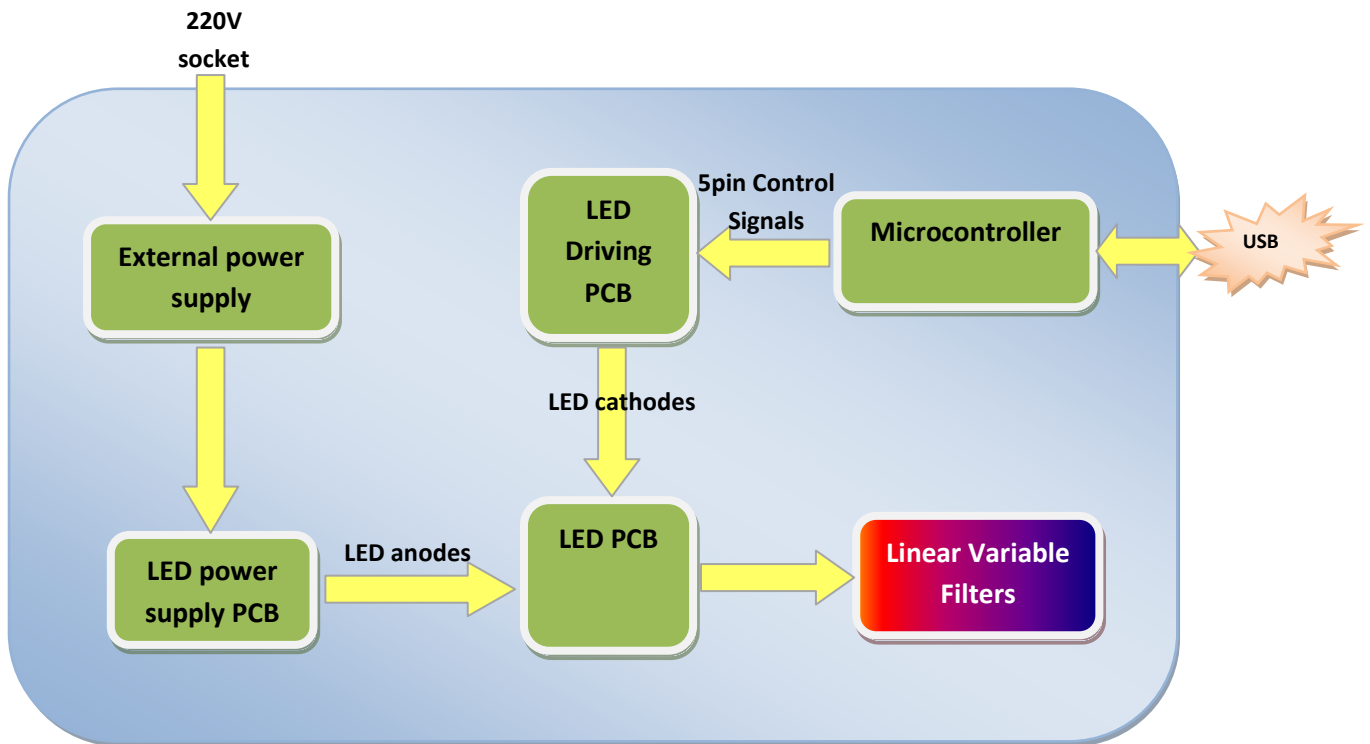 220V
socket
External power
supply
LED
Driving
PCB
5pin Control
Signals
Microcontroller
USB
LED cathodes
LED power
supply PCB
LED anodes
LED PCB
Linear Variable
Filters